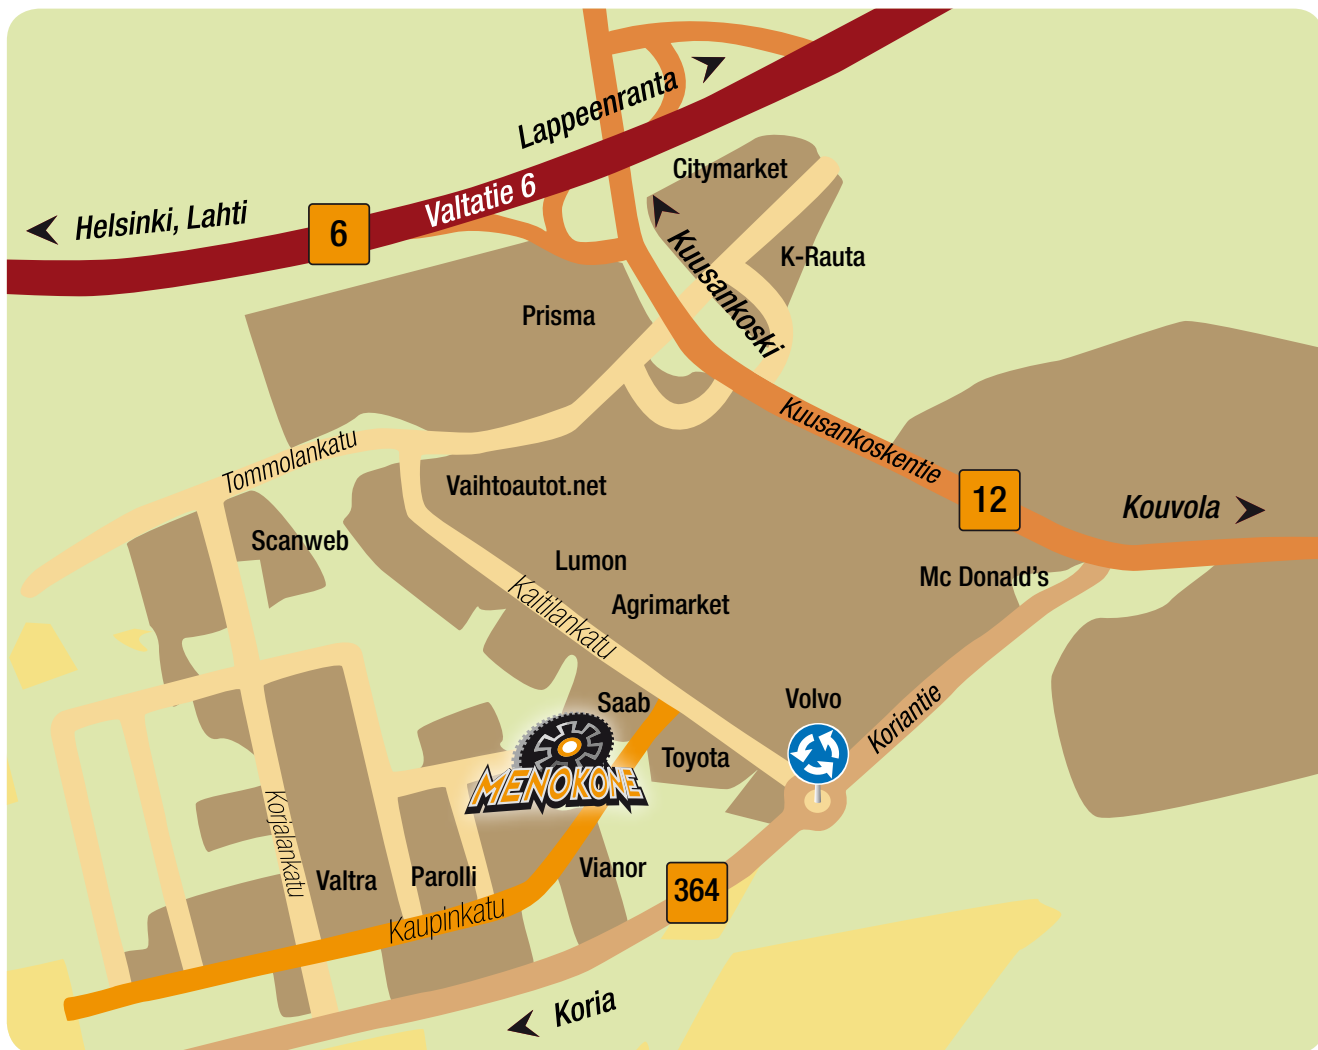 Lappeenranta
Citymarket
Valtatie 6
Helsinki, Lahti
6
K-Rauta
Kuusankoski
Prisma
Kuusankoskentie
Tommolankatu
Vaihtoautot.net
12
Kouvola
Scanweb
Lumon
Mc Donald's
Agrimarket
Kaitilankatu
Saab
Volvo
Koriantie
Toyota
MENOKONE
Korjalankatu
Valtra
Parolli
Vianor
364
Kaupinkatu
Koria